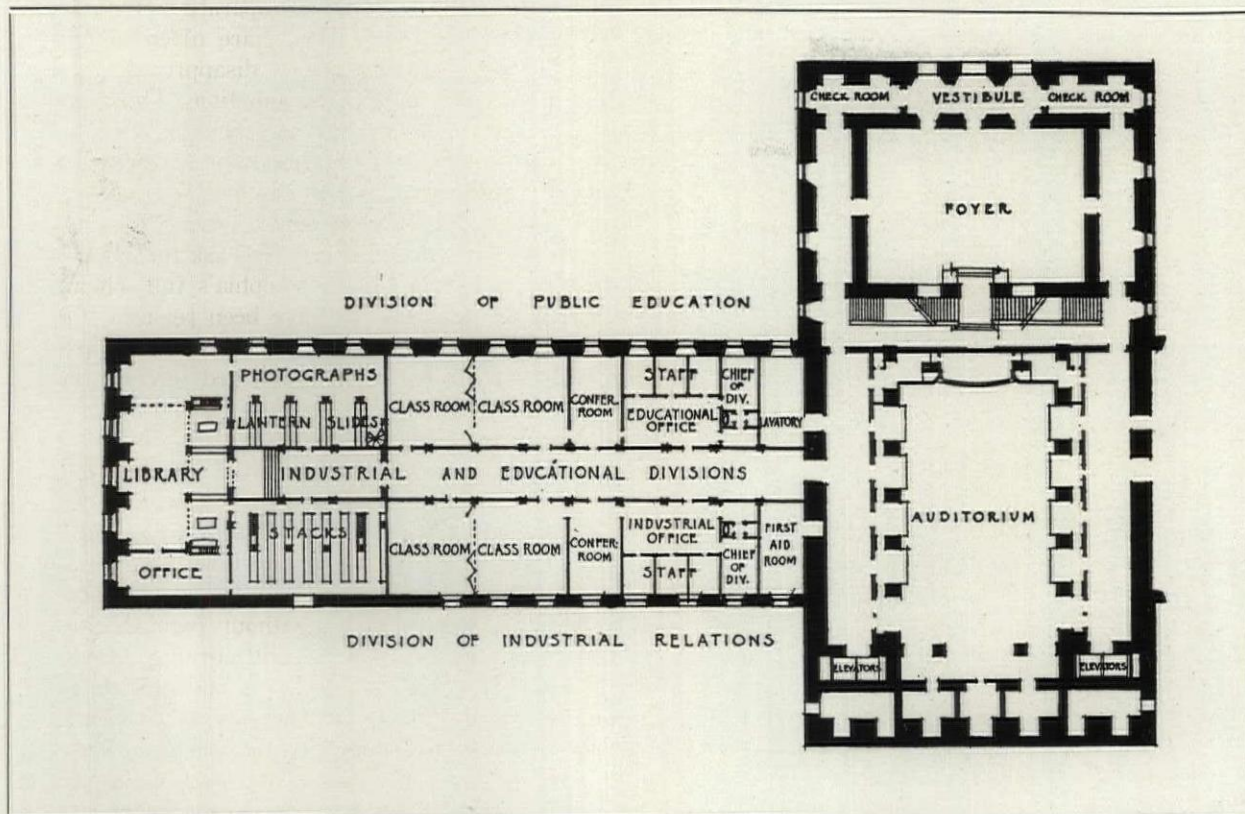 CHECK ROOM
VESTIBULE
CHECK ROOM
FOYER
DIVISION OF PUBLIC EDUCATION
PHOTOGRAPHS
LANTERN SLIDES
CLASS ROOM
CLASS ROOM
CONFER.
ROOM
STAFF
EDUCATIONAL
OFFICE
CHIEF
OF
DIV.
LAVATORY
LIBRARY
INDUSTRIAL AND EDUCATIONAL DIVISIONS
AUDITORIUM
STACKS
OFFICE
CLASS ROOM
CLASS ROOM
CONFER.
ROOM
INDUSTRIAL
OFFICE
STAFF
CHIEF
OF
DIV.
FIRST
AID
ROOM
DIVISION OF INDUSTRIAL RELATIONS
ELEVATORS
ELEVATORS